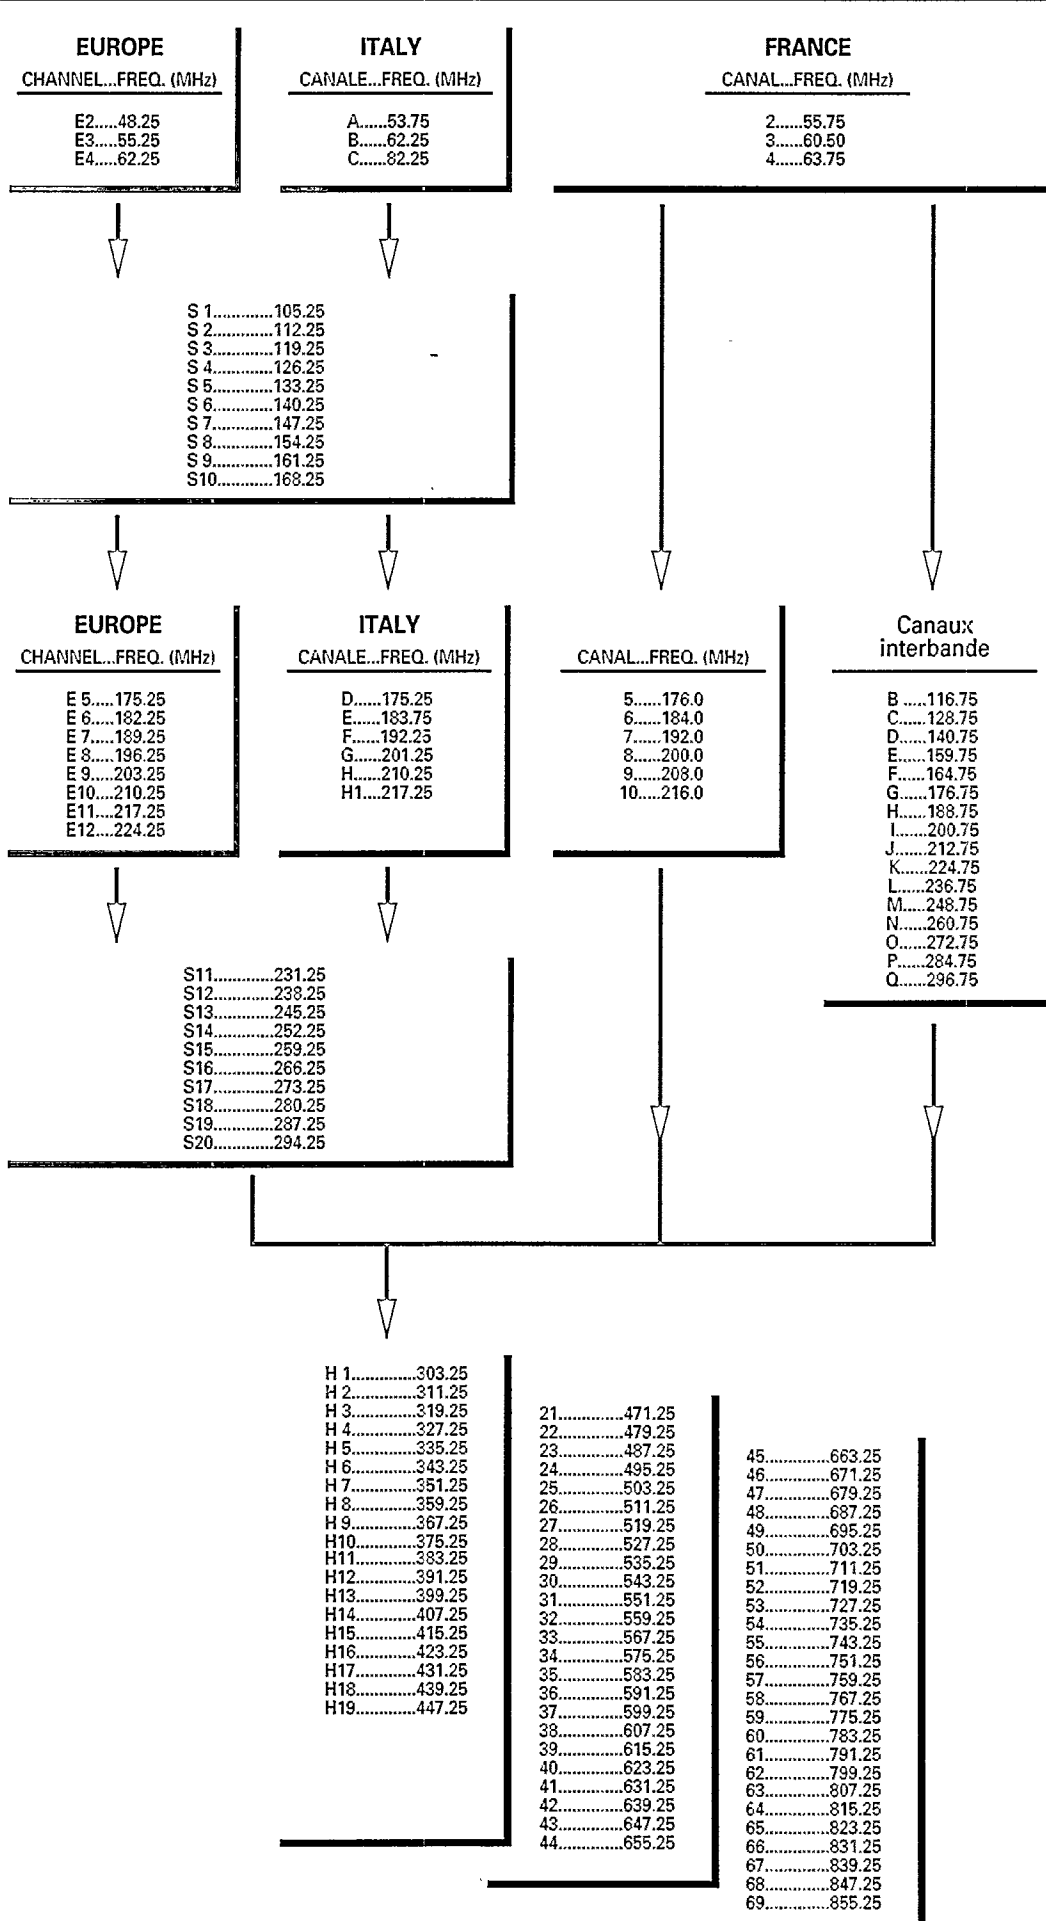 EUROPE
CHANNEL...FREQ. (MHz)
E2.....48.25
E3.....55.25
E4.....62.25
ITALY
CANALE...FREQ. (MHz)
A......53.75
B......62.25
C......82.25
FRANCE
CANAL...FREQ. (MHz)
2......55.75
3......60.50
4......63.75
S 1.............105.25
S 2.............112.25
S 3.............119.25
S 4.............126.25
S 5.............133.25
S 6.............140.25
S 7.............147.25
S 8.............154.25
S 9.............161.25
S10............168.25
EUROPE
CHANNEL...FREQ. (MHz)
E 5.....175.25
E 6.....182.25
E 7.....189.25
E 8.....196.25
E 9.....203.25
E10....210.25
E11....217.25
E12....224.25
ITALY
CANALE...FREQ. (MHz)
D......175.25
E......183.75
F......192.25
G......201.25
H......210.25
H1....217.25
CANAL...FREQ. (MHz)
5......176.0
6......184.0
7......192.0
8......200.0
9......208.0
10.....216.0
Canaux
interbande
B .....116.75
C......128.75
D......140.75
E......159.75
F......164.75
G......176.75
H......188.75
I.......200.75
J......212.75
K......224.75
L......236.75
M.....248.75
N......260.75
O......272.75
P......284.75
Q......296.75
S11.............231.25
S12.............238.25
S13.............245.25
S14.............252.25
S15.............259.25
S16.............266.25
S17.............273.25
S18.............280.25
S19.............287.25
S20.............294.25
H 1..............303.25
H 2..............311.25
H 3..............319.25
H 4..............327.25
H 5..............335.25
H 6..............343.25
H 7..............351.25
H 8..............359.25
H 9..............367.25
H10.............375.25
H11.............383.25
H12.............391.25
H13.............399.25
H14.............407.25
H15.............415.25
H16.............423.25
H17.............431.25
H18.............439.25
H19.............447.25
21..............471.25
22..............479.25
23..............487.25
24..............495.25
25..............503.25
26..............511.25
27..............519.25
28..............527.25
29..............535.25
30..............543.25
31..............551.25
32..............559.25
33..............567.25
34..............575.25
35..............583.25
36..............591.25
37..............599.25
38..............607.25
39..............615.25
40..............623.25
41..............631.25
42..............639.25
43..............647.25
44..............655.25
45..............663.25
46..............671.25
47..............679.25
48..............687.25
49..............695.25
50..............703.25
51..............711.25
52..............719.25
53..............727.25
54..............735.25
55..............743.25
56..............751.25
57..............759.25
58..............767.25
59..............775.25
60..............783.25
61..............791.25
62..............799.25
63..............807.25
64..............815.25
65..............823.25
66..............831.25
67..............839.25
68..............847.25
69..............855.25